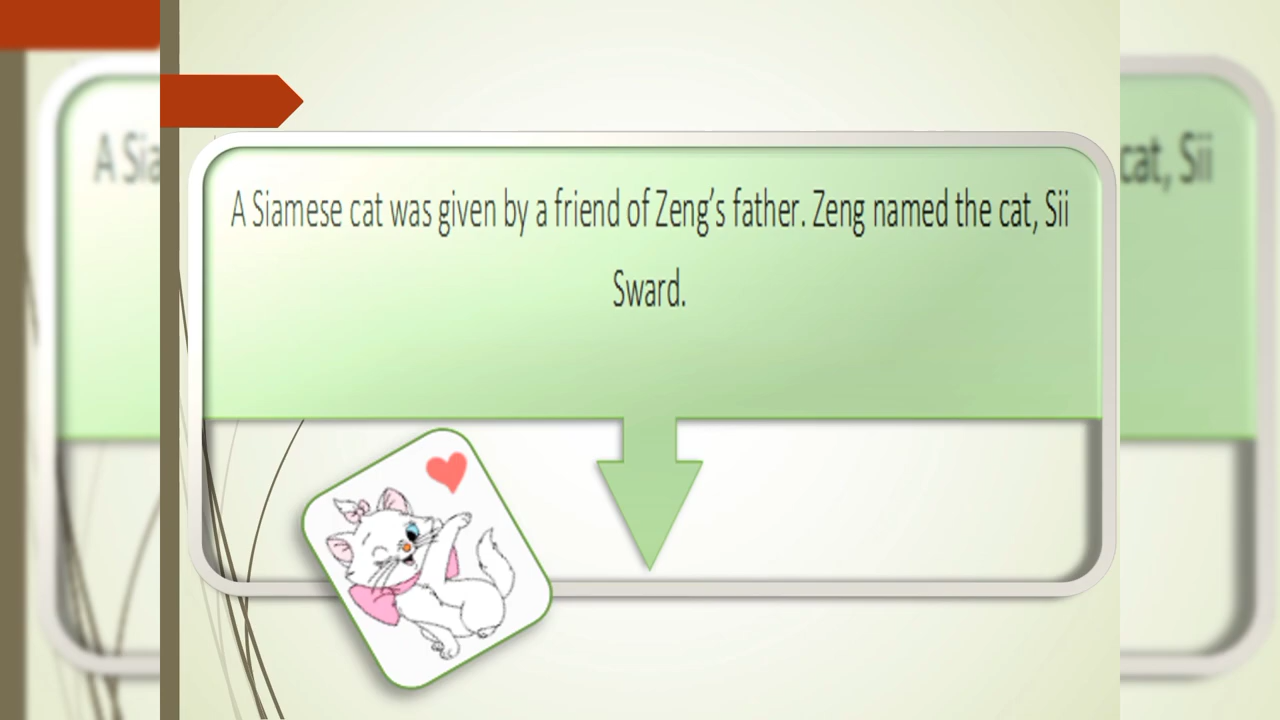 A Siamese cat was given by a friend of Zeng’s father. Zeng named the cat, Sii
Sward.